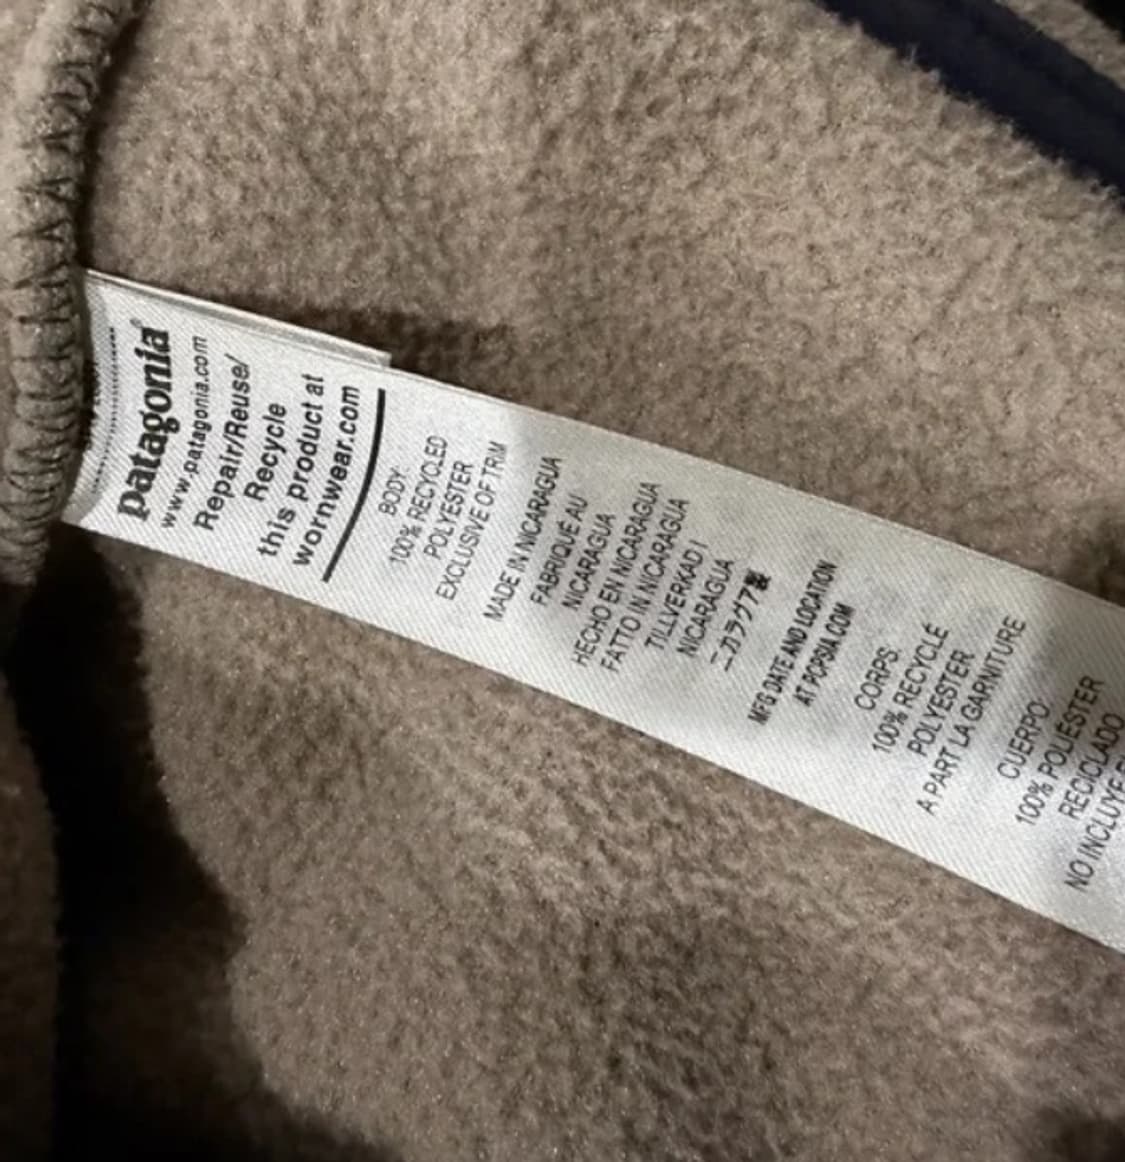 patagonia®
www.patagonia.com
Repair/Reuse/
Recycle
this product at
wornwear.com
BODY:
100% RECYCLED
POLYESTER
EXCLUSIVE OF TRIM
MADE IN NICARAGUA
FABRIQUÉ AU
NICARAGUA
HECHO EN NICARAGUA
FATTO IN NICARAGUA
TILLVERKAD I
NICARAGUA
ニカラグア製
MFG DATE AND LOCATION
AT POPSIA.COM
CORPS:
100% RECYCLÉ
POLYESTER
A PART LA GARNITURE
CUERPO:
100% POLIÉSTER
RECICLADO
NO INCLUYE